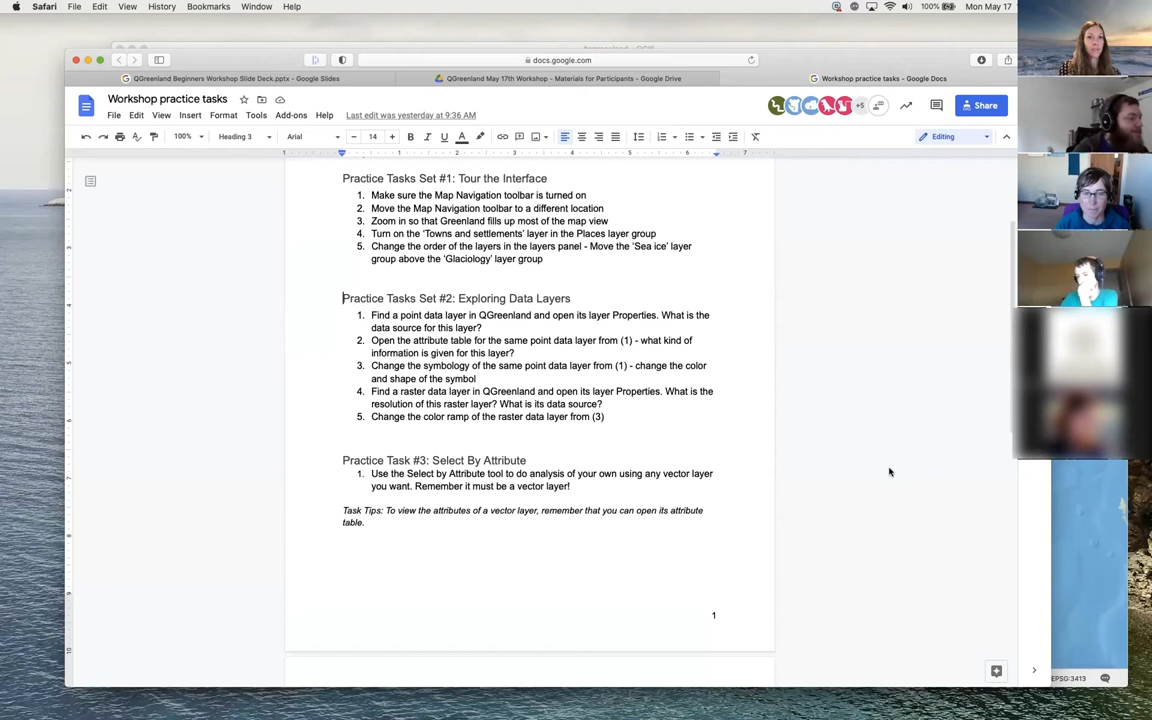 Safari File Edit View History Bookmarks Window Help 100% Mon May 17
docs.google.com
QGreenland Beginners Workshop Slide Deck.pptx - Google Slides
QGreenland May 17th Workshop - Materials for Participants - Google Drive
Workshop practice tasks - Google Docs
Workshop practice tasks
File Edit View Insert Format Tools Add-ons Help Last edit was yesterday at 9:36 AM
+5
Share
100% Heading 3 Arial 14 Editing
1 1 2 3 4 5 6 7
Practice Tasks Set #1: Tour the Interface
1. Make sure the Map Navigation toolbar is turned on
2. Move the Map Navigation toolbar to a different location
3. Zoom in so that Greenland fills up most of the map view
4. Turn on the ‘Towns and settlements’ layer in the Places layer group
5. Change the order of the layers in the layers panel - Move the ‘Sea ice’ layer
group above the ‘Glaciology’ layer group
Practice Tasks Set #2: Exploring Data Layers
1. Find a point data layer in QGreenland and open its layer Properties. What is the
data source for this layer?
2. Open the attribute table for the same point data layer from (1) - what kind of
information is given for this layer?
3. Change the symbology of the same point data layer from (1) - change the color
and shape of the symbol
4. Find a raster data layer in QGreenland and open its layer Properties. What is the
resolution of this raster layer? What is its data source?
5. Change the color ramp of the raster data layer from (3)
Practice Task #3: Select By Attribute
1. Use the Select by Attribute tool to do analysis of your own using any vector layer
you want. Remember it must be a vector layer!
Task Tips: To view the attributes of a vector layer, remember that you can open its attribute
table.
1
EPSG:3413